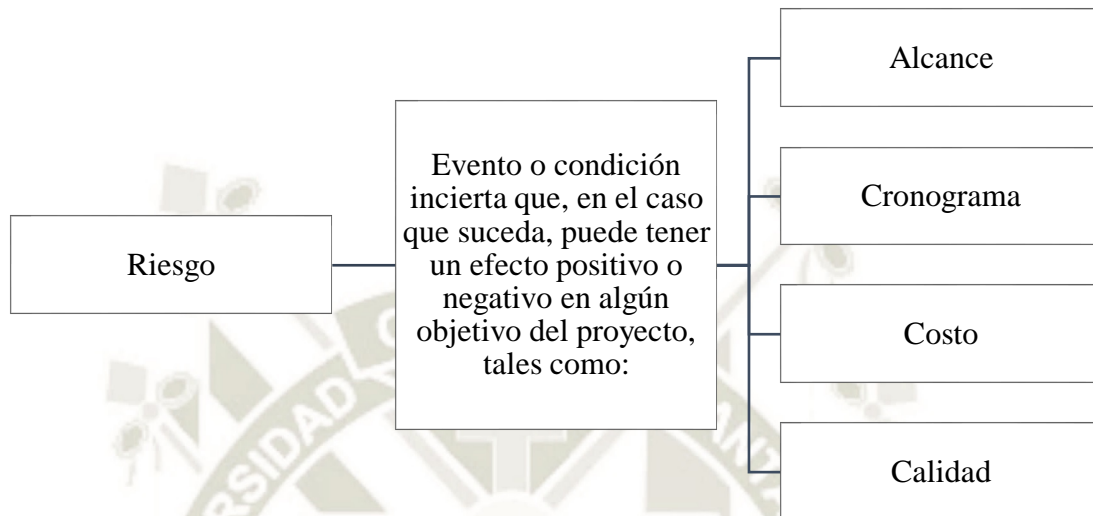 Riesgo
Evento o condición
incierta que, en el caso
que suceda, puede tener
un efecto positivo o
negativo en algún
objetivo del proyecto,
tales como:
Alcance
Cronograma
Costo
Calidad